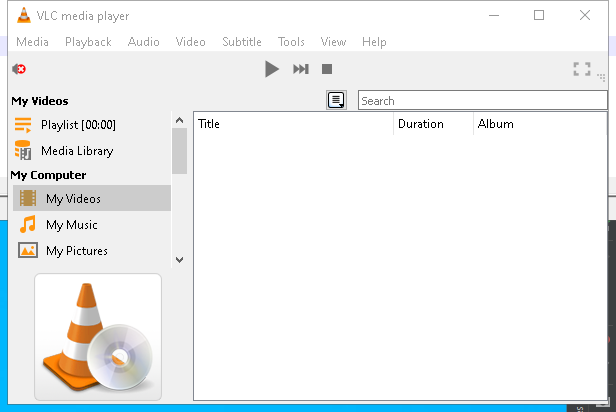 VLC media player
Media Playback Audio Video Subtitle Tools View Help
My Videos
Search
Playlist [00:00]
Media Library
My Computer
My Videos
My Music
My Pictures
Title Duration Album